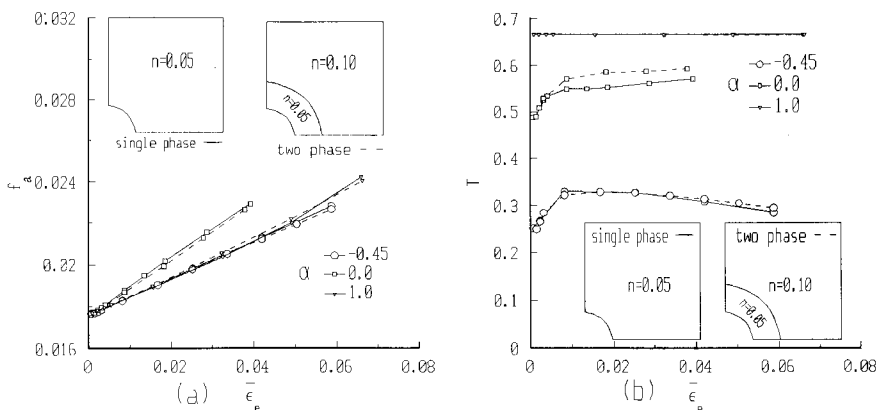 0.032
0.028
0.024
0.02
0.016
f_a
n=0.05
n=0.10
n=0.05
single phase
two phase
-0.45
α 0.0
1.0
0 0.02 0.04 0.06 0.08
(a) ε̄_e
0.7
0.6
0.5
0.4
0.3
0.2
0.1
0
T
-0.45
α 0.0
1.0
single phase
two phase
n=0.05
n=0.10
n=0.05
0 0.02 0.04 0.06 0.08
(b) ε̄_e